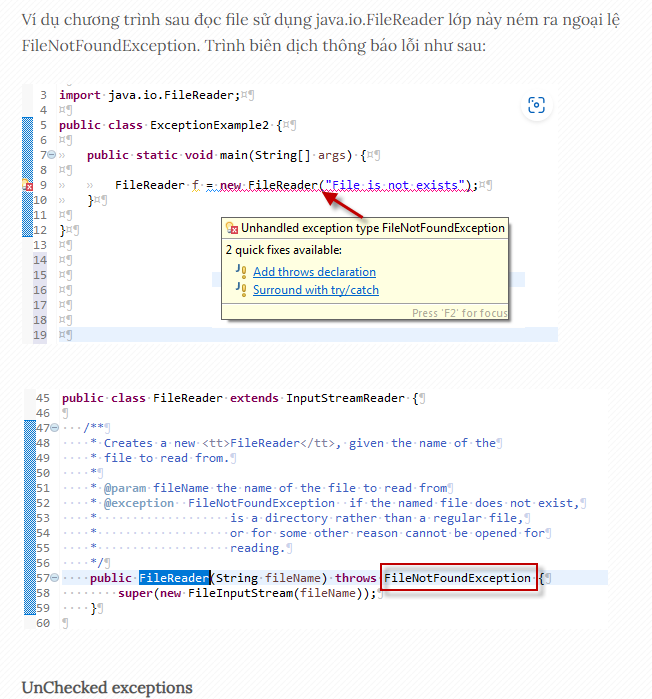 Ví dụ chương trình sau đọc file sử dụng java.io.FileReader lớp này ném ra ngoại lệ
FileNotFoundException. Trình biên dịch thông báo lỗi như sau:
3 import java.io.FileReader;¤¶
4 ¤¶
5 public class ExceptionExample2 {¤¶
6 ¤¶
7 » public static void main(String[] args) {¤¶
8 ¤¶
9 » » FileReader f = new FileReader("File is not exists");¤¶
10 » }¤¶
11 ¤¶
12 }¤¶
13 ¤¶
14 ¤¶
15 ¤¶
16 ¤¶
17 ¤¶
18 ¤¶
19 ¤¶
Unhandled exception type FileNotFoundException
2 quick fixes available:
Add throws declaration
Surround with try/catch
Press 'F2' for focus
45 public class FileReader extends InputStreamReader {¶
46 ¶
47 ···/**¶
48 ····* Creates a new <tt>FileReader</tt>, given the name of the¶
49 ····* file to read from.¶
50 ····*¶
51 ····* @param fileName the name of the file to read from¶
52 ····* @exception FileNotFoundException if the named file does not exist,¶
53 ····* is a directory rather than a regular file,¶
54 ····* or for some other reason cannot be opened for¶
55 ····* reading.¶
56 ····*/¶
57 ····public FileReader(String fileName) throws FileNotFoundException {¶
58 ········super(new FileInputStream(fileName));¶
59 ····}¶
60 ¶
UnChecked exceptions